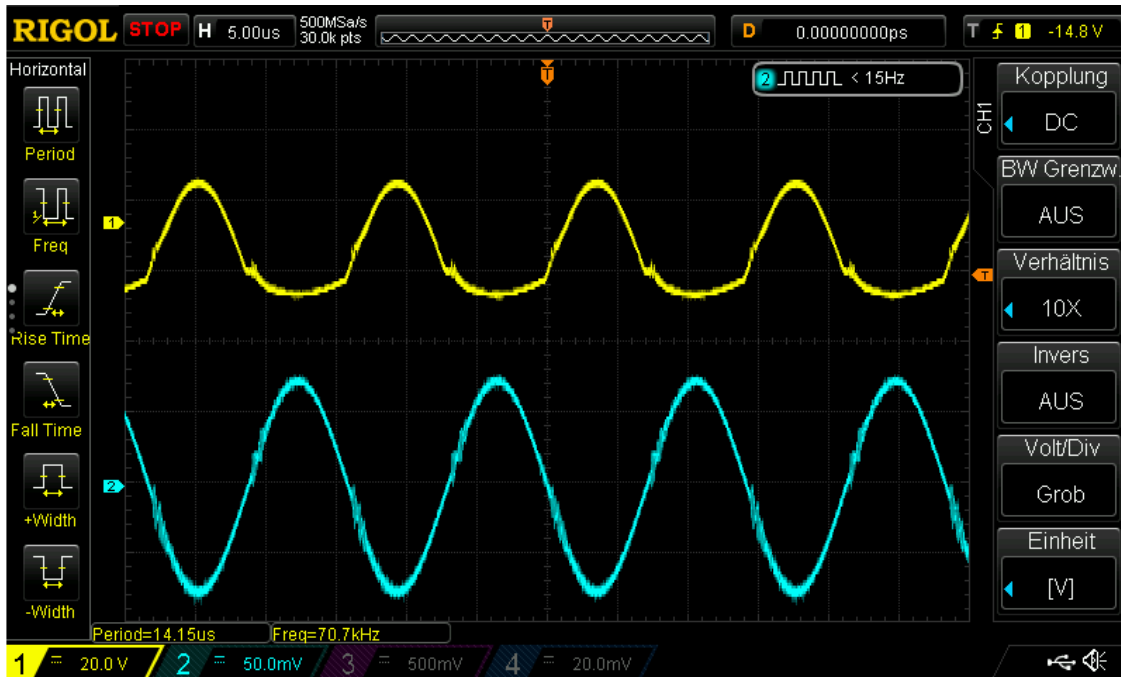 RIGOL STOP H 5.00us 500MSa/s 30.0k pts D 0.00000000ps T 1 -14.8 V
T
Horizontal
2 < 15Hz
CH1
Kopplung
DC
Period
BW Grenzw.
AUS
1
Freq
Verhältnis
10X
T
Rise Time
Invers
AUS
Fall Time
Volt/Div
Grob
2
+Width
Einheit
[V]
-Width
Period=14.15us Freq=70.7kHz
1 20.0 V 2 50.0mV 3 500mV 4 20.0mV